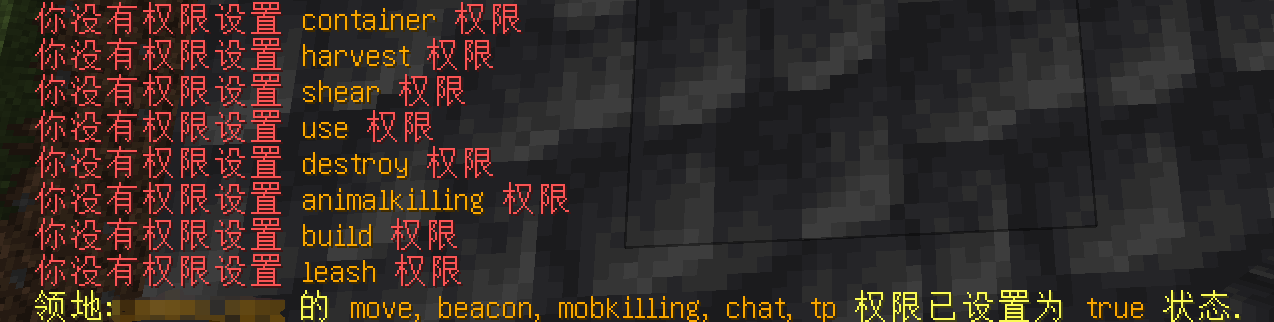 你没有权限设置 container 权限
你没有权限设置 harvest 权限
你没有权限设置 shear 权限
你没有权限设置 use 权限
你没有权限设置 destroy 权限
你没有权限设置 animalkilling 权限
你没有权限设置 build 权限
你没有权限设置 leash 权限
领地: 的 move, beacon, mobkilling, chat, tp 权限已设置为 true 状态.